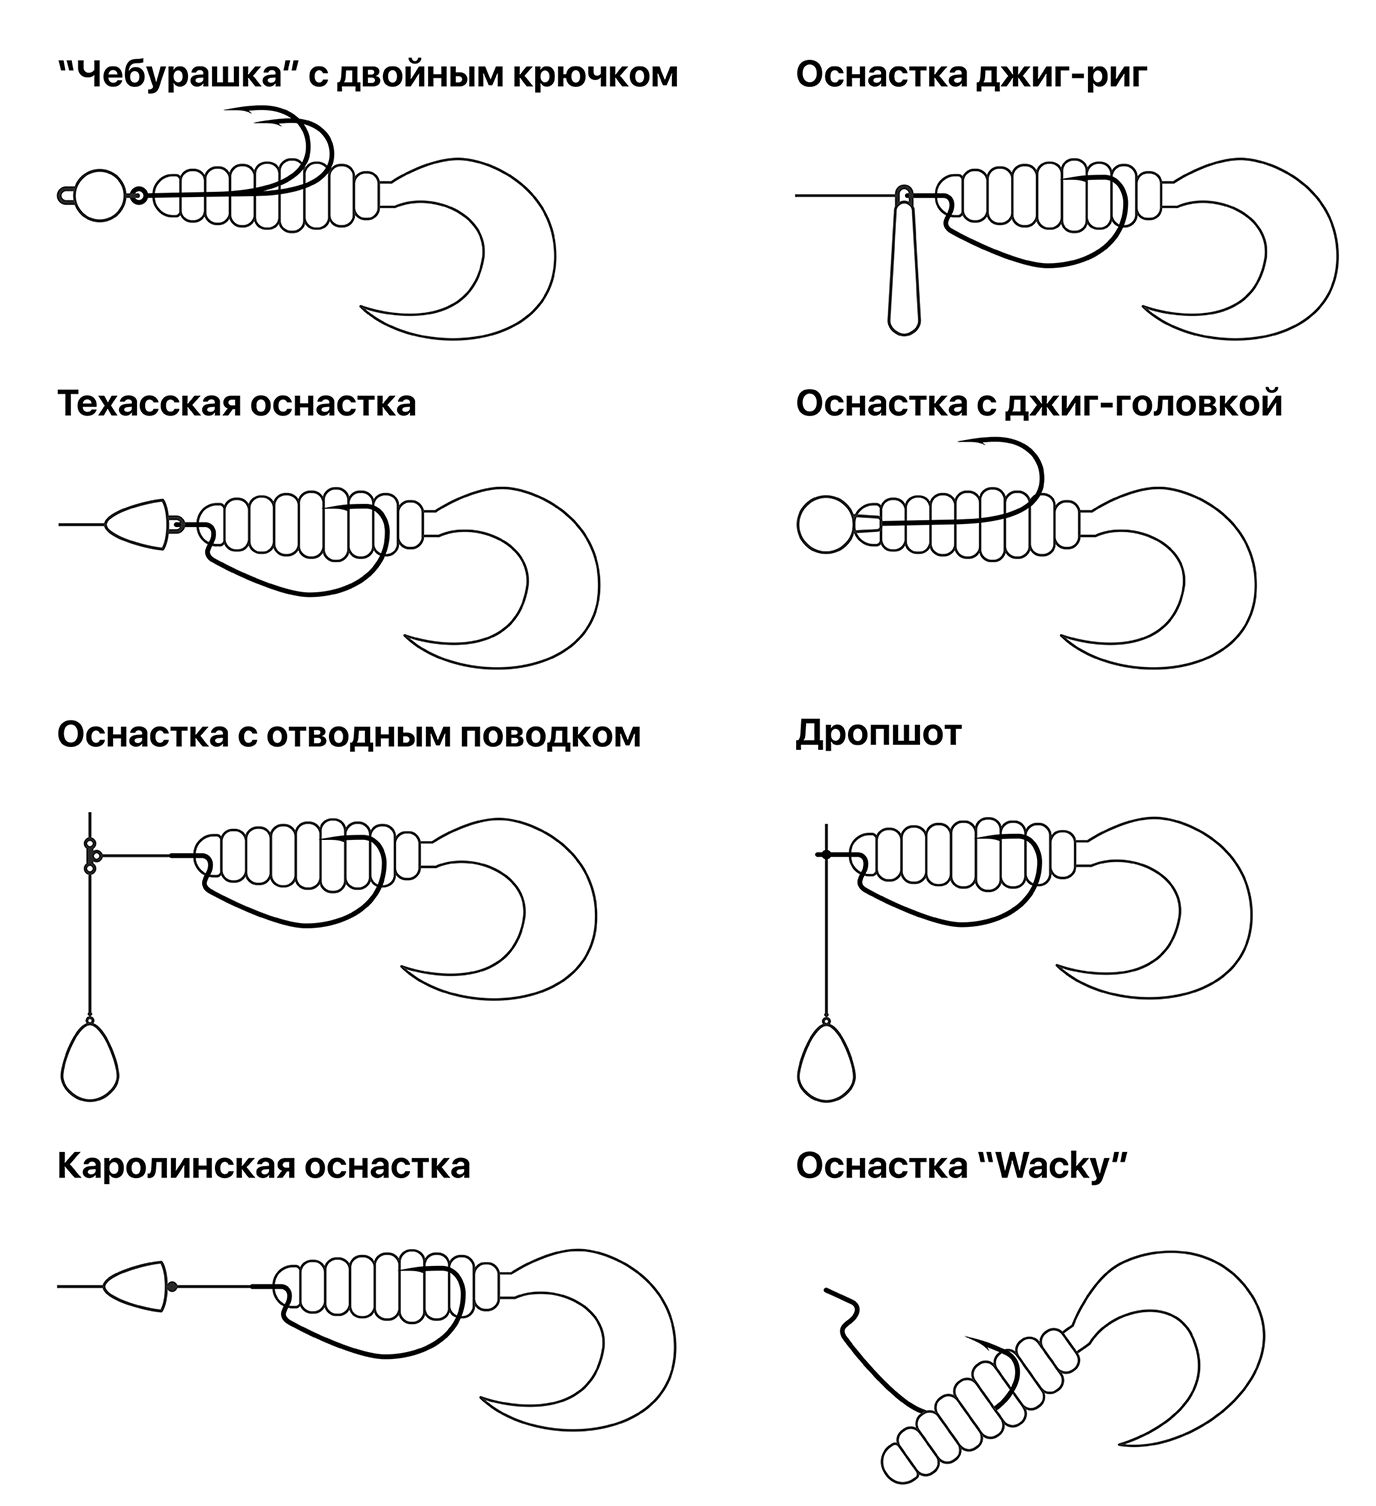 “Чебурашка” с двойным крючком
Оснастка джиг-риг
Техасская оснастка
Оснастка с джиг-головкой
Оснастка с отводным поводком
Дропшот
Каролинская оснастка
Оснастка “Wacky”